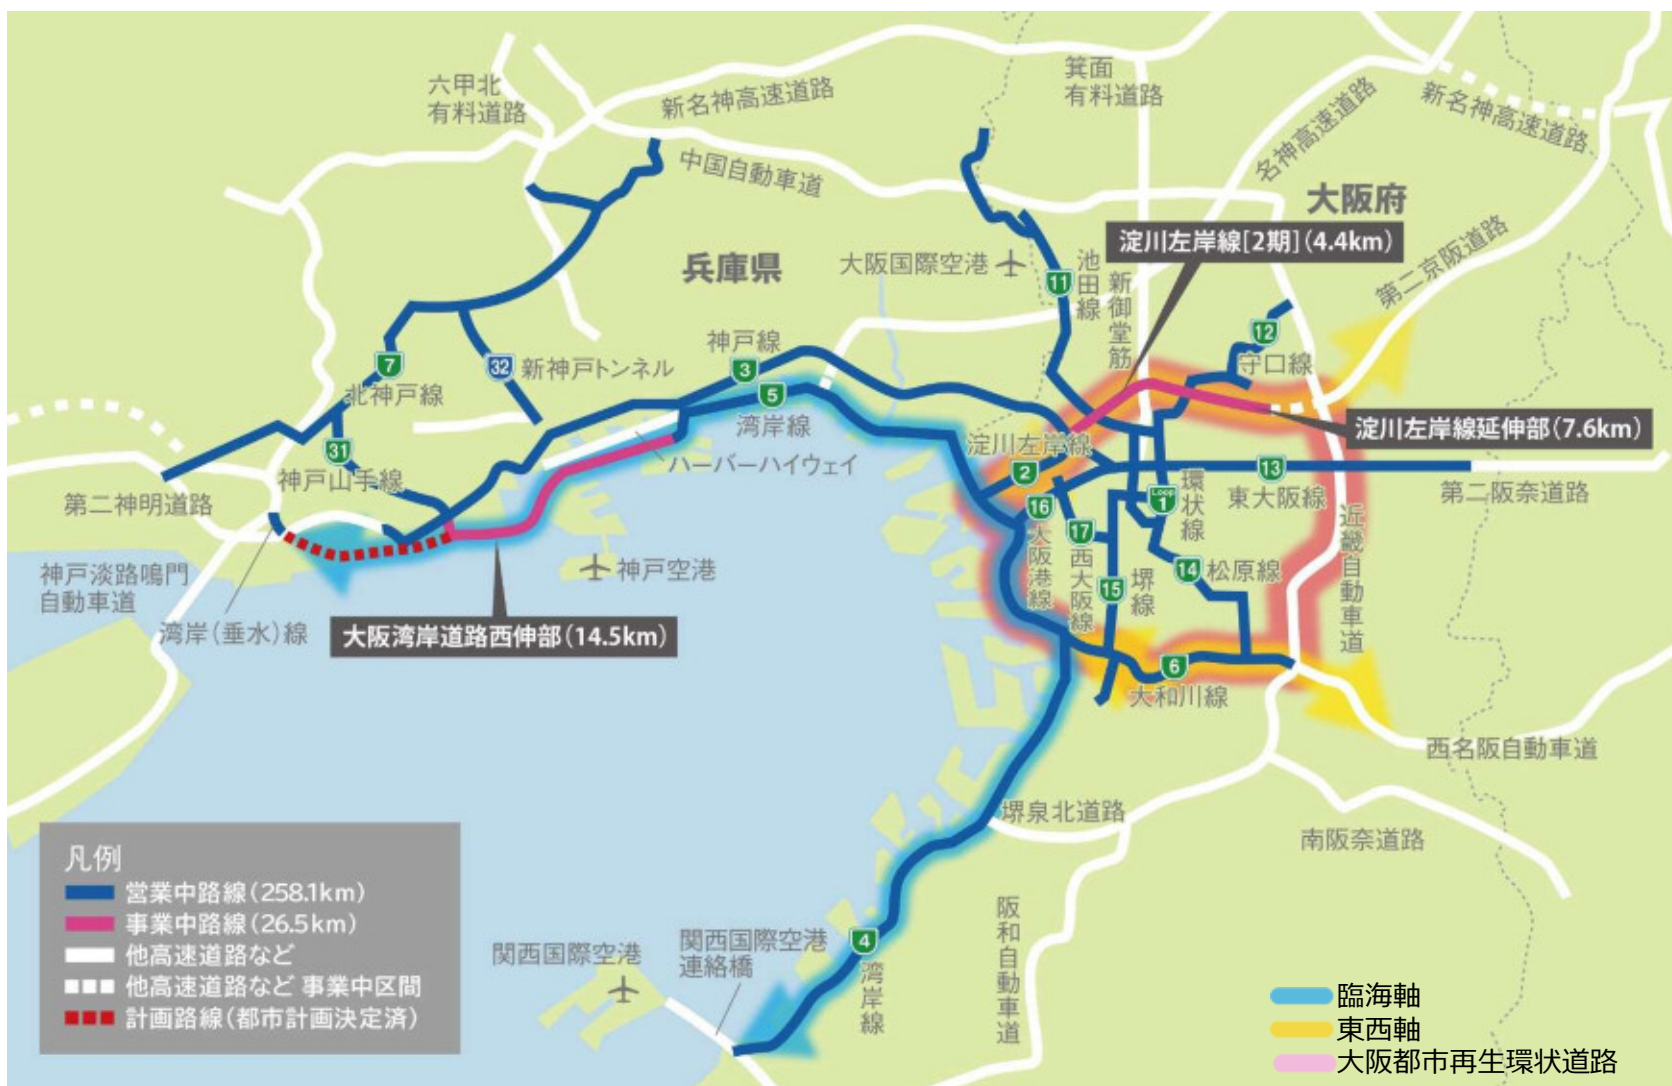 六甲北
有料道路
新名神高速道路
中国自動車道
箕面
有料道路
名神高速道路
新名神高速道路
大阪府
淀川左岸線[2期](4.4km)
第二京阪道路
兵庫県
大阪国際空港
11
池田線
新御堂筋
12
守口線
7
北神戸線
32
新神戸トンネル
神戸線
3
5
湾岸線
淀川左岸線延伸部(7.6km)
31
神戸山手線
ハーバーハイウェイ
淀川左岸線
2
13
東大阪線
第二阪奈道路
第二神明道路
16
大阪港線
17
西大阪線
Loop
1
環状線
近畿自動車道
神戸淡路鳴門
自動車道
神戸空港
15
堺線
14
松原線
湾岸(垂水)線
大阪湾岸道路西伸部(14.5km)
6
大和川線
西名阪自動車道
堺泉北道路
南阪奈道路
阪和自動車道
関西国際空港
関西国際空港
連絡橋
4
湾岸線
凡例
営業中路線(258.1km)
事業中路線(26.5km)
他高速道路など
他高速道路など 事業中区間
計画路線(都市計画決定済)
臨海軸
東西軸
大阪都市再生環状道路